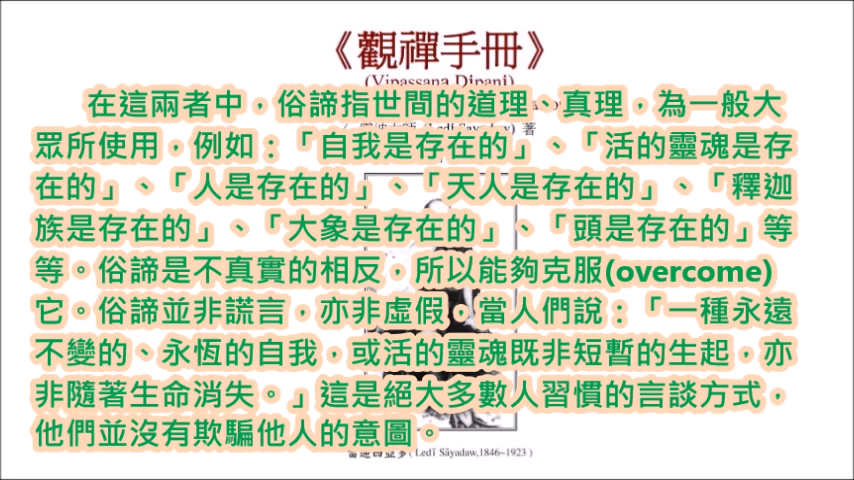 《觀禪手冊》
(Vipassana Dipani)
在這兩者中，俗諦指世間的道理、真理，為一般大
眾所使用，例如：「自我是存在的」、「活的靈魂是存
在的」、「人是存在的」、「天人是存在的」、「釋迦
族是存在的」、「大象是存在的」、「頭是存在的」等
等。俗諦是不真實的相反，所以能夠克服(overcome)
它。俗諦並非謊言，亦非虛假。當人們說：「一種永遠
不變的、永恆的自我，或活的靈魂既非短暫的生起，亦
非隨著生命消失。」這是絕大多數人習慣的言談方式，
他們並沒有欺騙他人的意圖。
(Ledī Sāyadaw,1846–1923 )